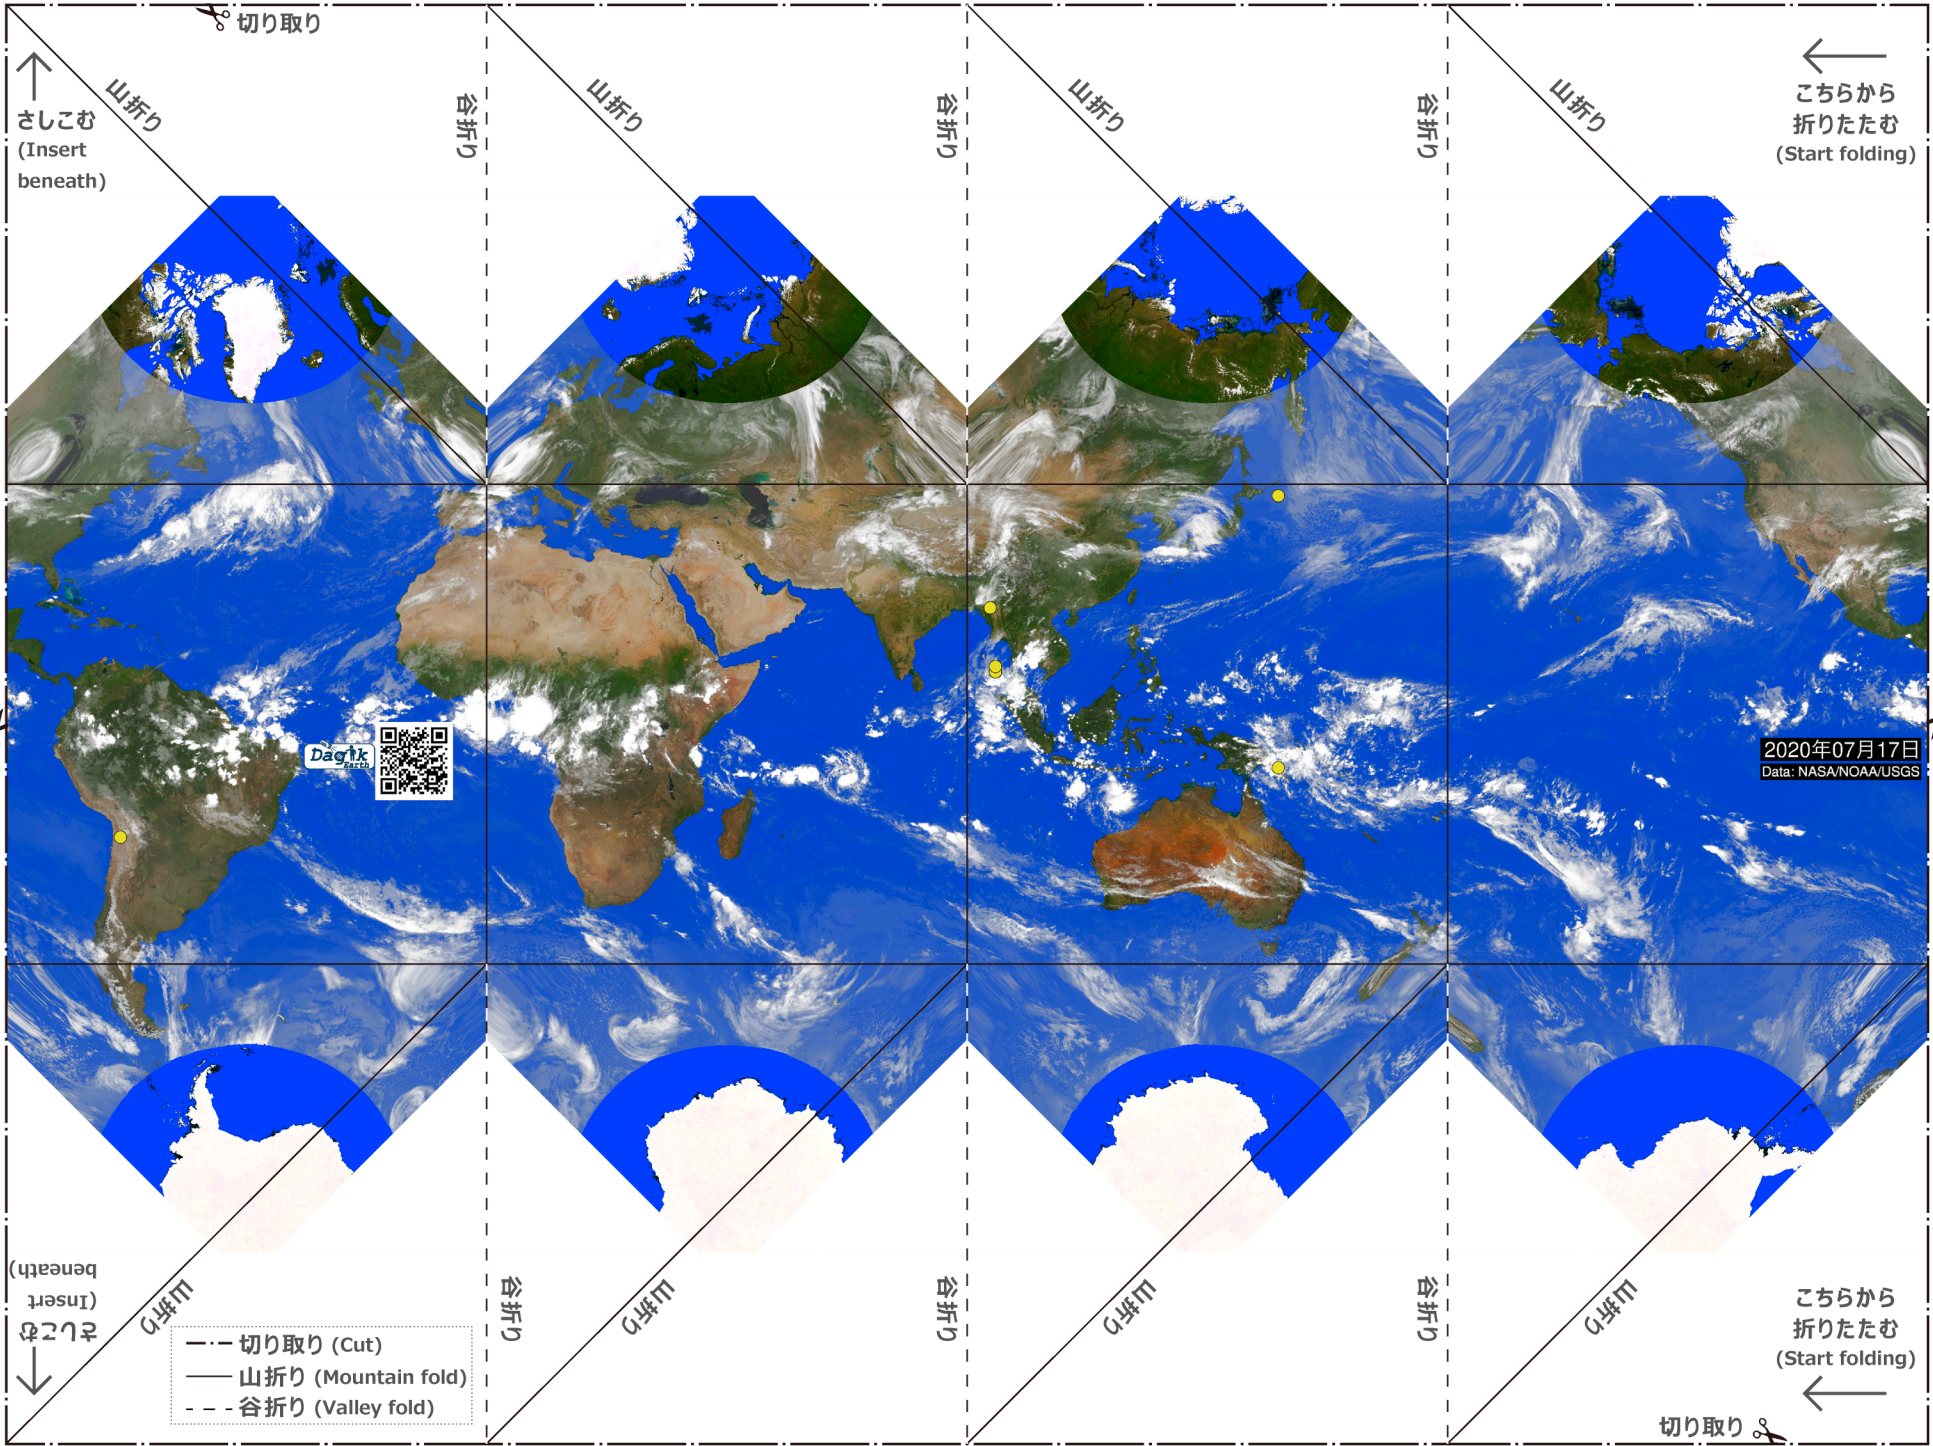 切り取り
山折り
谷折り
山折り
谷折り
山折り
谷折り
山折り
さしこむ
(Insert
beneath)
こちらから
折りたたむ
(Start folding)
Dagik
Earth
2020年07月17日
Data: NASA/NOAA/USGS
さしこむ
(Insert
beneath)
山折り
谷折り
山折り
谷折り
山折り
谷折り
山折り
こちらから
折りたたむ
(Start folding)
切り取り (Cut)
山折り (Mountain fold)
谷折り (Valley fold)
切り取り